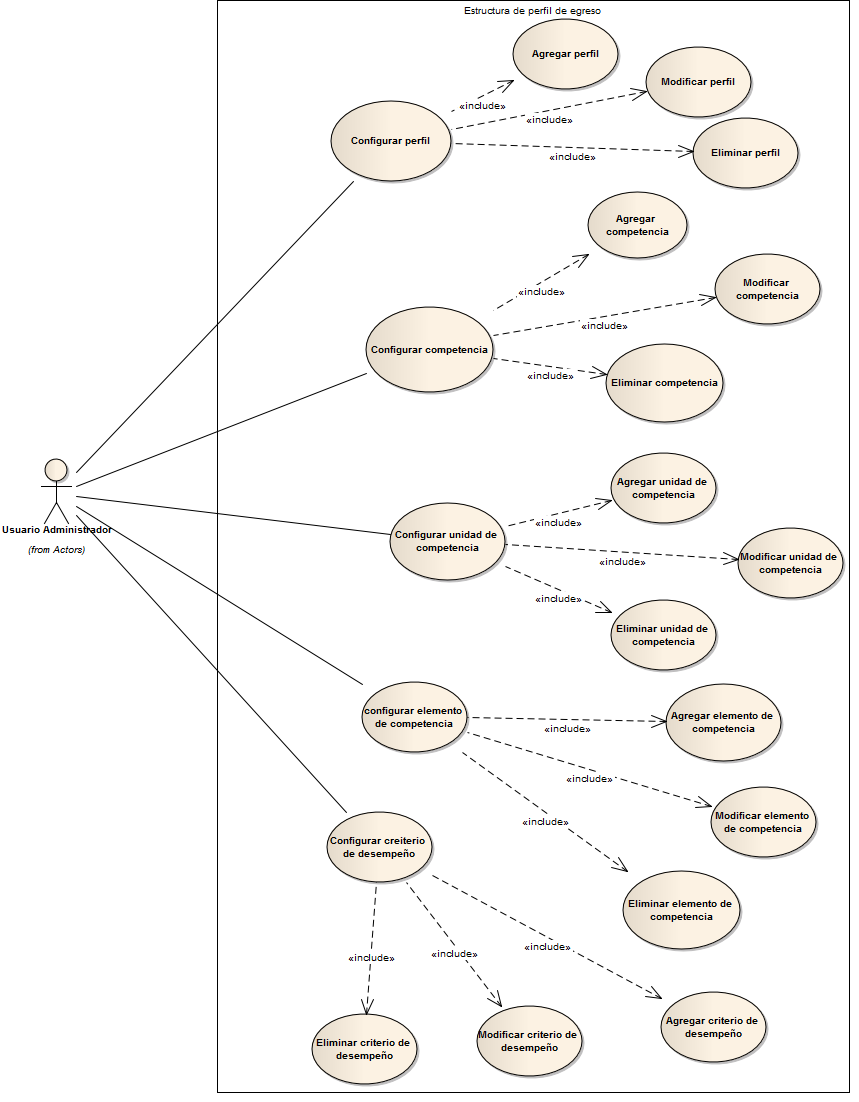 Estructura de perfil de egreso
Agregar perfil
Modificar perfil
«include»
«include»
Configurar perfil
Eliminar perfil
«include»
Agregar
competencia
Modificar
competencia
«include»
«include»
Configurar competencia
«include»
Eliminar competencia
Usuario Administrador
(from Actors)
Agregar unidad de
competencia
«include»
Configurar unidad de
competencia
Modificar unidad de
competencia
«include»
«include»
Eliminar unidad de
competencia
configurar elemento
de competencia
Agregar elemento de
competencia
«include»
«include»
Modificar elemento
de competencia
«include»
Configurar creiterio
de desempeño
Eliminar elemento de
competencia
«include»
«include»
«include»
Agregar criterio de
desempeño
Modificar criterio de
desempeño
Eliminar criterio de
desempeño